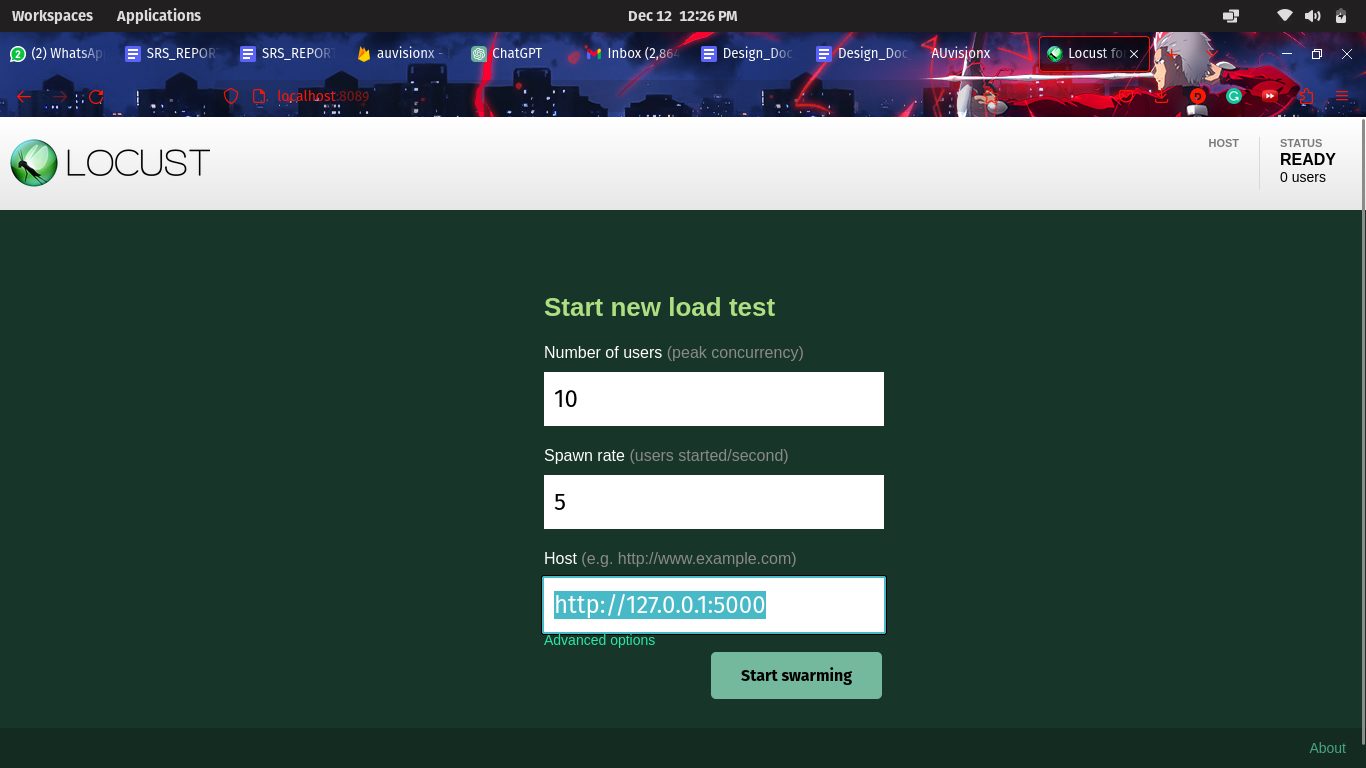 Workspaces Applications Dec 12 12:26 PM
(2) WhatsAp SRS_REPOR SRS_REPOR auvisionx - ChatGPT Inbox (2,864 Design_Doc Design_Doc AUvisionx Locust fo
localhost:8089
LOCUST
HOST
STATUS
READY
0 users
Start new load test
Number of users (peak concurrency)
10
Spawn rate (users started/second)
5
Host (e.g. http://www.example.com)
http://127.0.0.1:5000
Advanced options
Start swarming
About